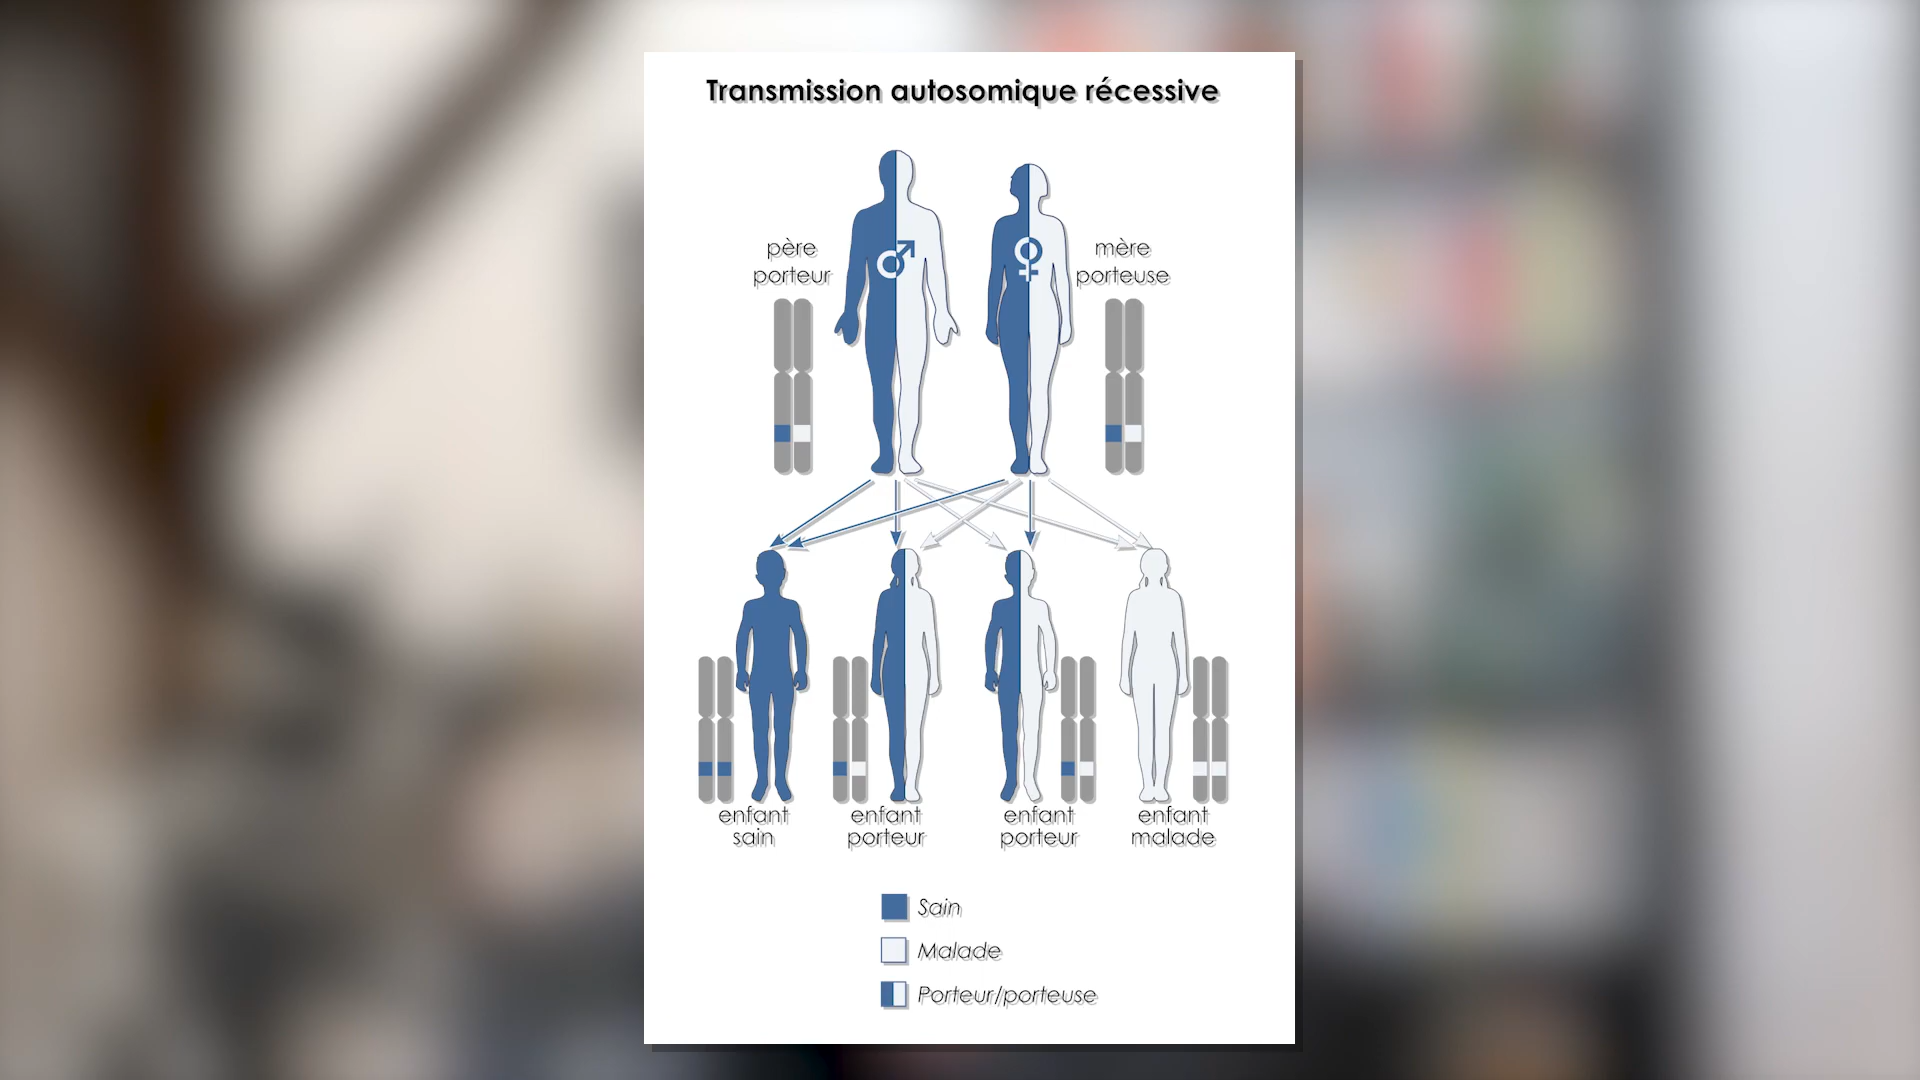 Transmission autosomique récessive
père
porteur
mère
porteuse
enfant
sain
enfant
porteur
enfant
porteur
enfant
malade
Sain
Malade
Porteur/porteuse